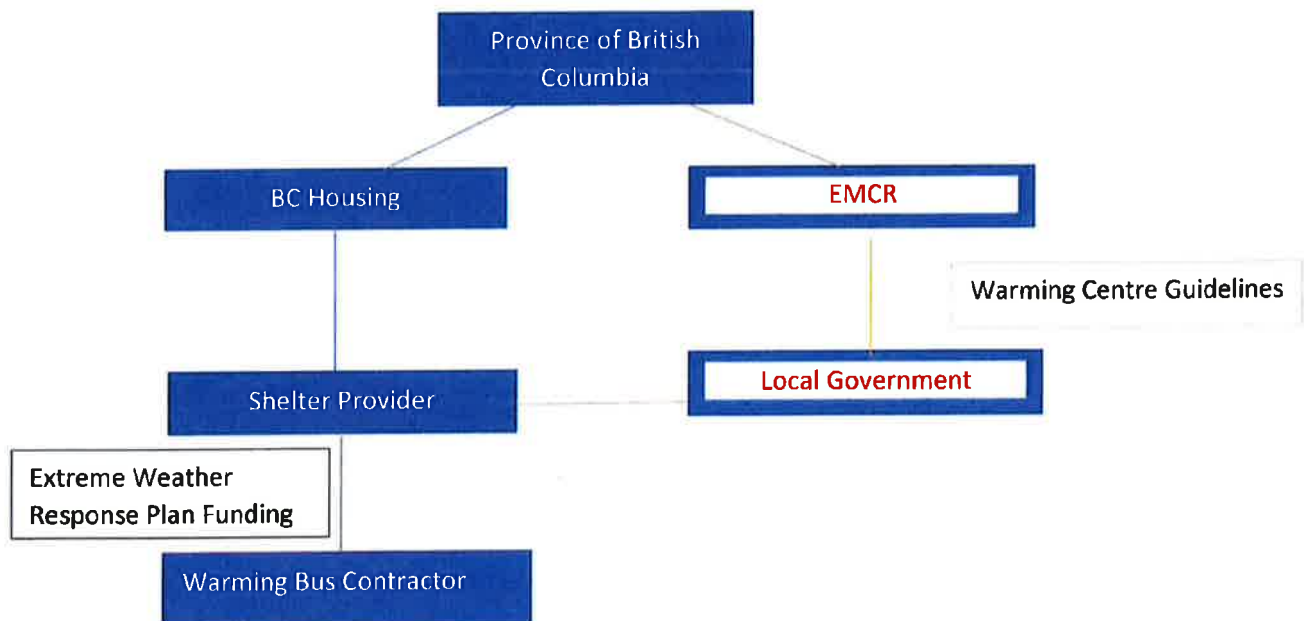 Province of British
Columbia
BC Housing
EMCR
Warming Centre Guidelines
Local Government
Shelter Provider
Extreme Weather
Response Plan Funding
Warming Bus Contractor